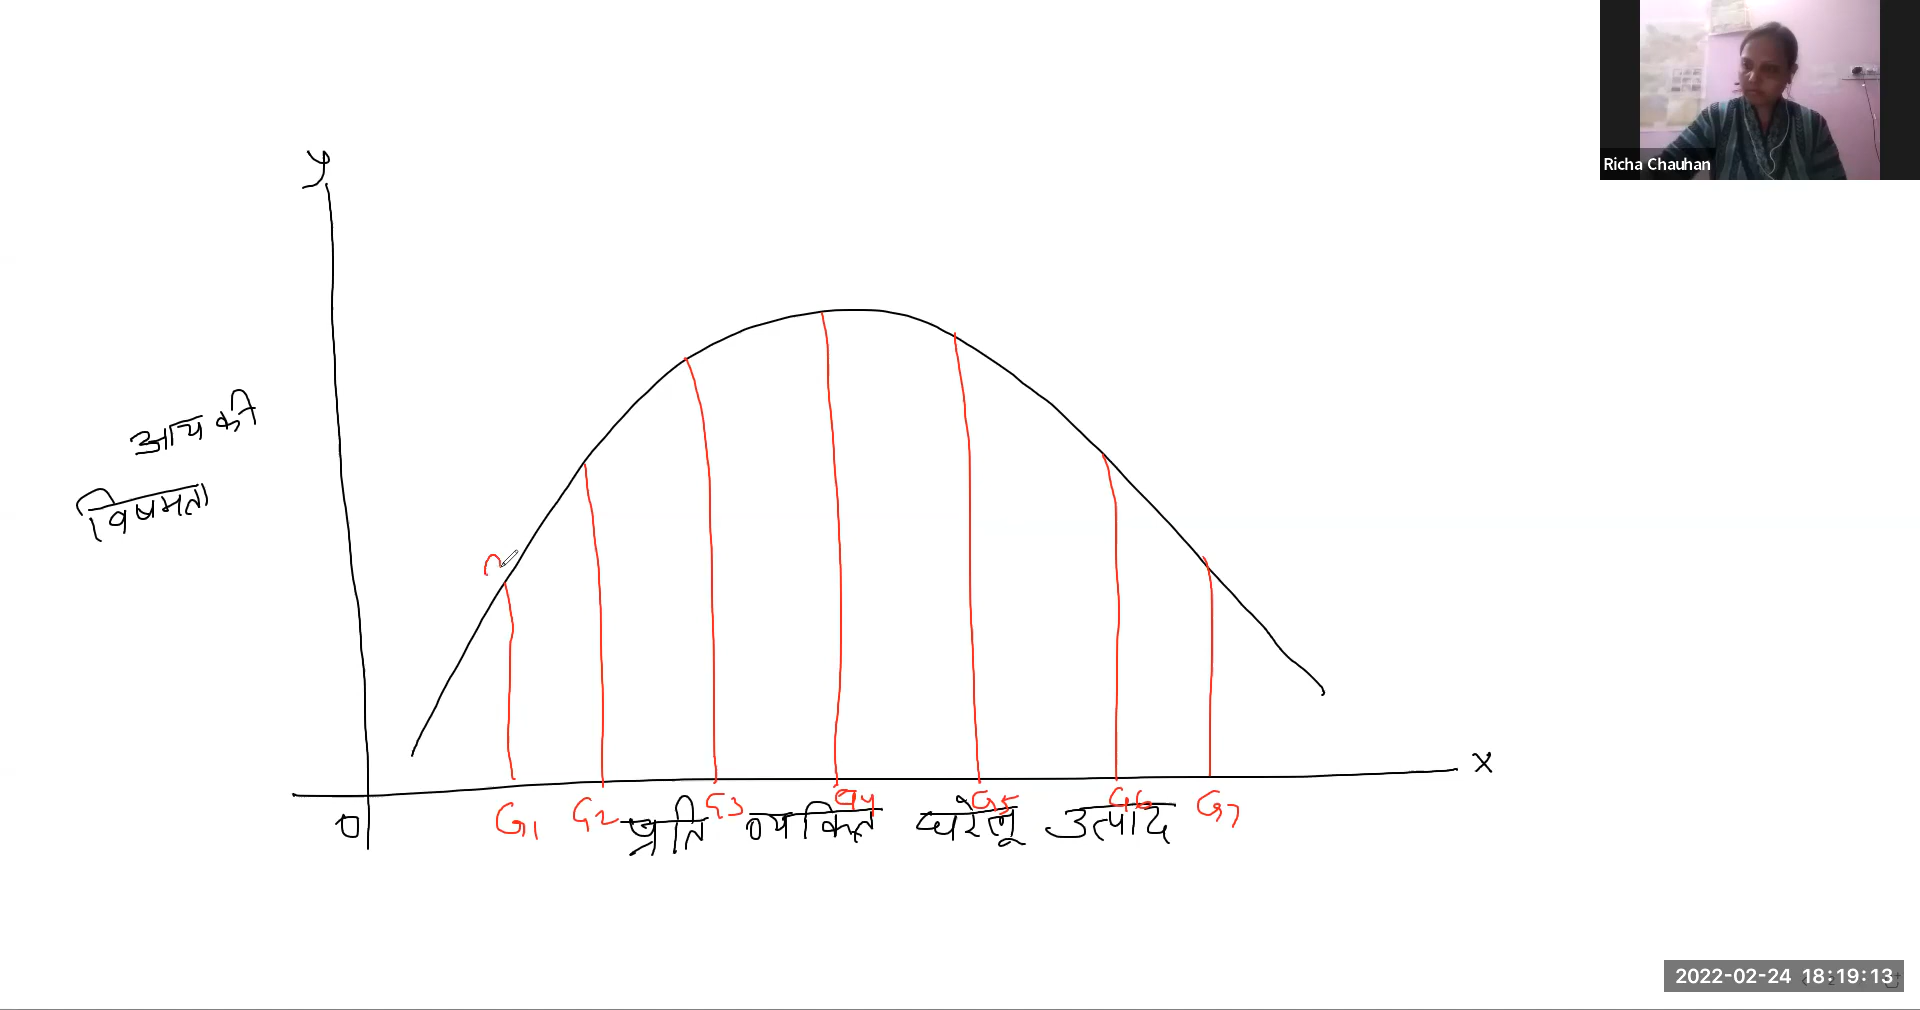 Richa Chauhan
y
आय की
विषमता
x
G1 G2 G3 G4 G5 G6 G7
0 प्रति व्यक्ति घरेलू उत्पाद
2022-02-24 18:19:13